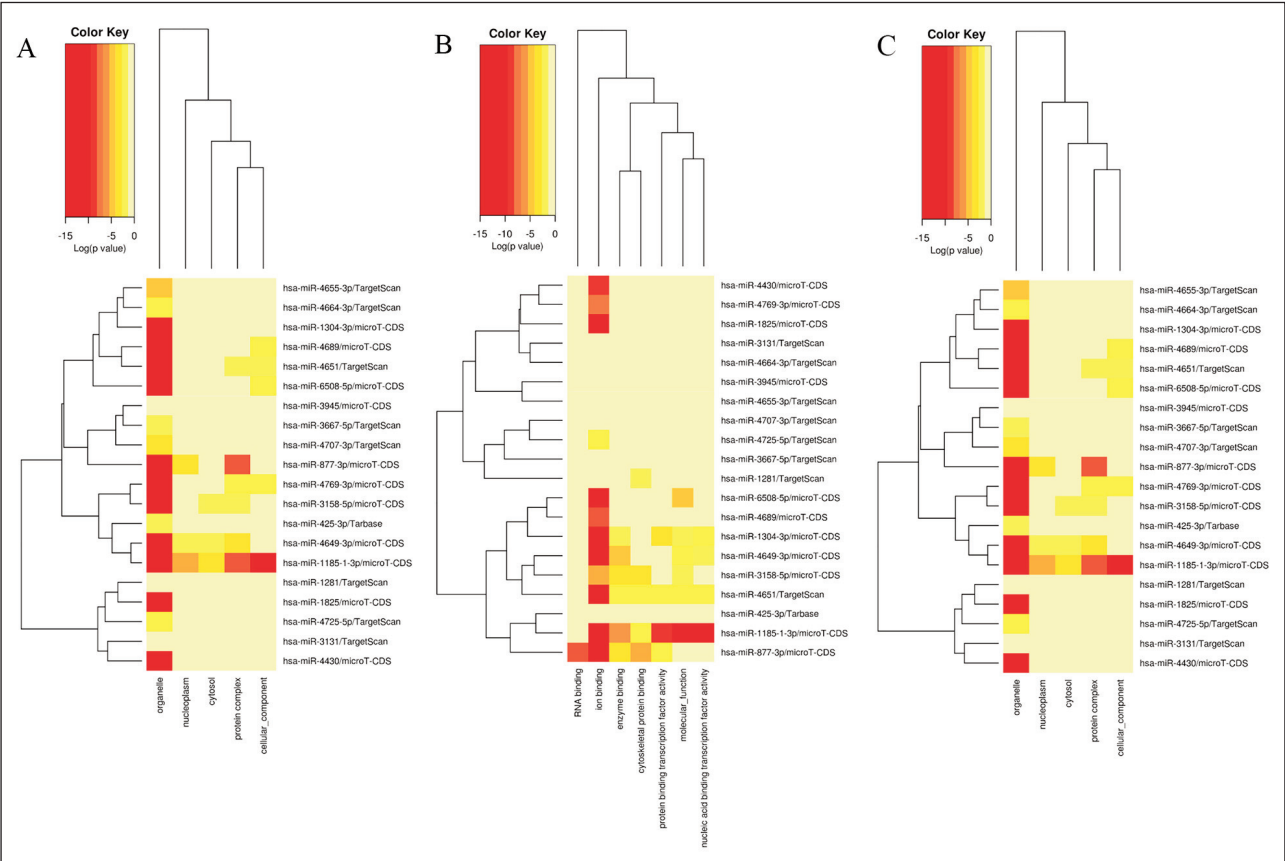 A
Color Key
-15 -5 0
Log(p value)
hsa-miR-4655-3p/TargetScan
hsa-miR-4664-3p/TargetScan
hsa-miR-1304-3p/microT-CDS
hsa-miR-4689/microT-CDS
hsa-miR-4651/TargetScan
hsa-miR-6508-5p/microT-CDS
hsa-miR-3945/microT-CDS
hsa-miR-3667-5p/TargetScan
hsa-miR-4707-3p/TargetScan
hsa-miR-877-3p/microT-CDS
hsa-miR-4769-3p/microT-CDS
hsa-miR-3158-5p/microT-CDS
hsa-miR-425-3p/Tarbase
hsa-miR-4649-3p/microT-CDS
hsa-miR-1185-1-3p/microT-CDS
hsa-miR-1281/TargetScan
hsa-miR-1825/microT-CDS
hsa-miR-4725-5p/TargetScan
hsa-miR-3131/TargetScan
hsa-miR-4430/microT-CDS
organelle
nucleoplasm
cytosol
protein complex
cellular_component
B
Color Key
-15 -10 -5 0
Log(p value)
hsa-miR-4430/microT-CDS
hsa-miR-4769-3p/microT-CDS
hsa-miR-1825/microT-CDS
hsa-miR-3131/TargetScan
hsa-miR-4664-3p/TargetScan
hsa-miR-3945/microT-CDS
hsa-miR-4655-3p/TargetScan
hsa-miR-4707-3p/TargetScan
hsa-miR-4725-5p/TargetScan
hsa-miR-3667-5p/TargetScan
hsa-miR-1281/TargetScan
hsa-miR-6508-5p/microT-CDS
hsa-miR-4689/microT-CDS
hsa-miR-1304-3p/microT-CDS
hsa-miR-4649-3p/microT-CDS
hsa-miR-3158-5p/microT-CDS
hsa-miR-4651/TargetScan
hsa-miR-425-3p/Tarbase
hsa-miR-1185-1-3p/microT-CDS
hsa-miR-877-3p/microT-CDS
RNA binding
ion binding
enzyme binding
cytoskeletal protein binding
protein binding transcription factor activity
molecular_function
nucleic acid binding transcription factor activity
C
Color Key
-15 -5 0
Log(p value)
hsa-miR-4655-3p/TargetScan
hsa-miR-4664-3p/TargetScan
hsa-miR-1304-3p/microT-CDS
hsa-miR-4689/microT-CDS
hsa-miR-4651/TargetScan
hsa-miR-6508-5p/microT-CDS
hsa-miR-3945/microT-CDS
hsa-miR-3667-5p/TargetScan
hsa-miR-4707-3p/TargetScan
hsa-miR-877-3p/microT-CDS
hsa-miR-4769-3p/microT-CDS
hsa-miR-3158-5p/microT-CDS
hsa-miR-425-3p/Tarbase
hsa-miR-4649-3p/microT-CDS
hsa-miR-1185-1-3p/microT-CDS
hsa-miR-1281/TargetScan
hsa-miR-1825/microT-CDS
hsa-miR-4725-5p/TargetScan
hsa-miR-3131/TargetScan
hsa-miR-4430/microT-CDS
organelle
nucleoplasm
cytosol
protein complex
cellular_component